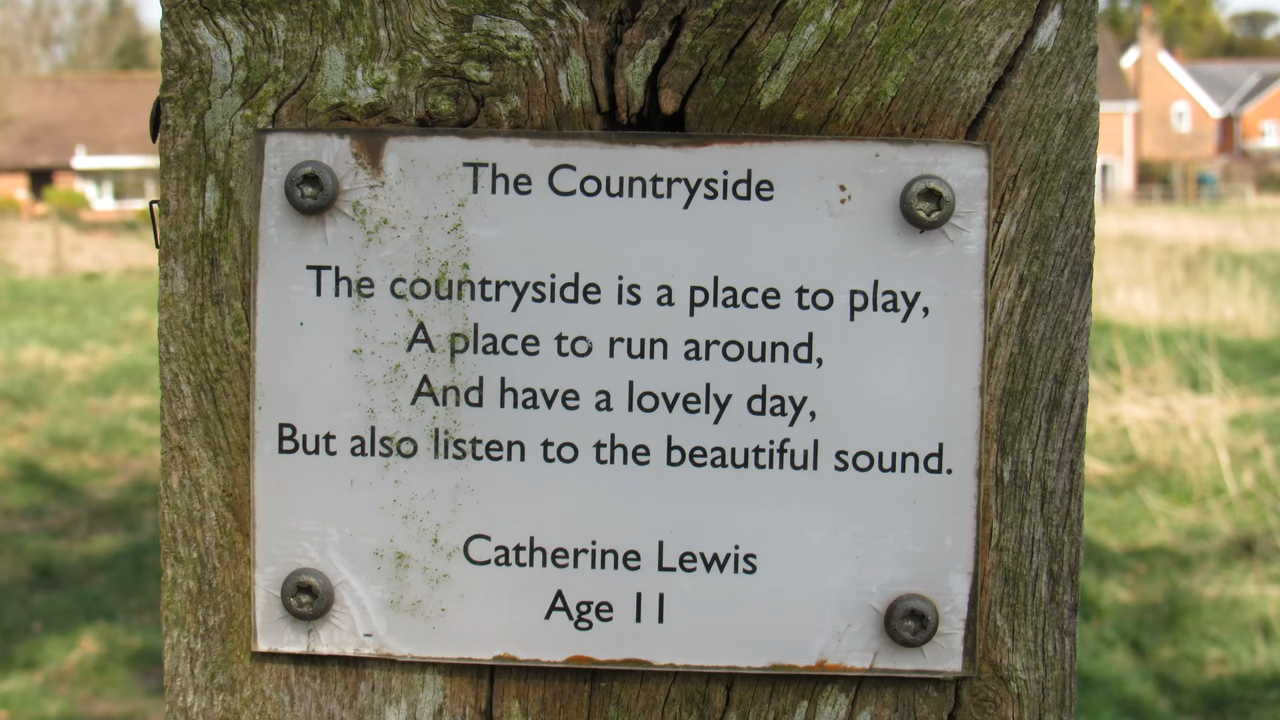 The Countryside
The countryside is a place to play,
A place to run around,
And have a lovely day,
But also listen to the beautiful sound.
Catherine Lewis
Age 11